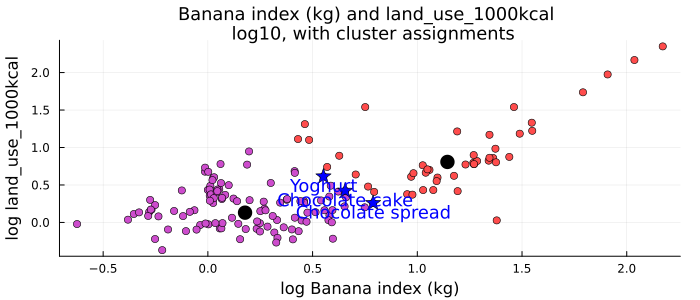 Banana index (kg) and land_use_1000kcal
log10, with cluster assignments
log land_use_1000kcal
2.0
1.5
1.0
0.5
0.0
Yoghurt
Chocolate cake
Chocolate spread
−0.5
0.0
0.5
1.0
1.5
2.0
log Banana index (kg)